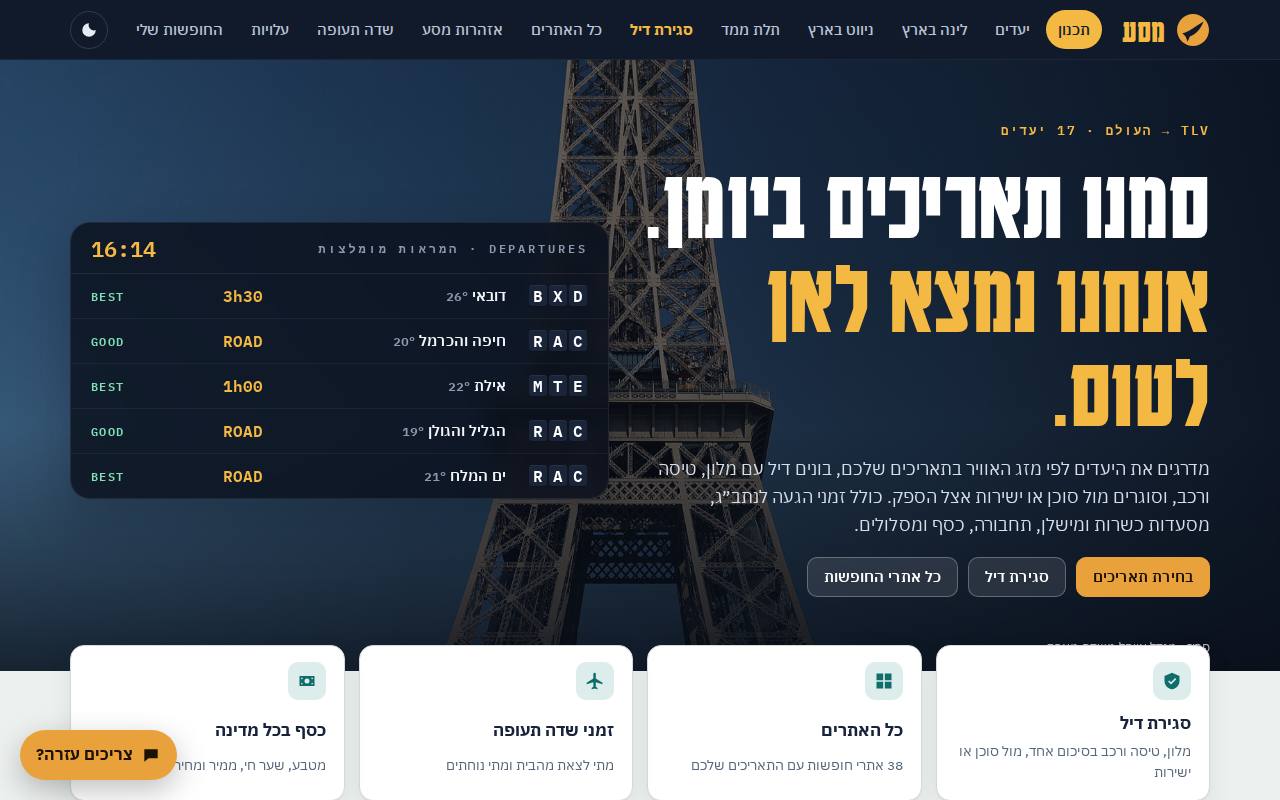 מסע
תכנון
יעדים
לינה בארץ
ניווט בארץ
תלת ממד
סגירת דיל
כל האתרים
אזהרות מסע
שדה תעופה
עלויות
החופשות שלי
TLV → העולם · 17 יעדים
סמנו תאריכים ביומן.
אנחנו נמצא לאן
לטוס.
מדרגים את היעדים לפי מזג האוויר בתאריכים שלכם, בונים דיל עם מלון, טיסה
ורכב, וסוגרים מול סוכן או ישירות אצל הספק. כולל זמני הגעה לנתב״ג,
מסעדות כשרות ומישלן, תחבורה, כסף ומסלולים.
בחירת תאריכים
סגירת דיל
כל אתרי החופשות
DEPARTURES · המראות מומלצות
16:14
DXB דובאי 26° 3h30 BEST
CAR חיפה והכרמל 20° ROAD GOOD
ETM אילת 22° 1h00 BEST
CAR הגליל והגולן 19° ROAD GOOD
CAR ים המלח 21° ROAD BEST
סגירת דיל
מלון, טיסה ורכב בסיכום אחד, מול סוכן או
ישירות
כל האתרים
38 אתרי חופשות עם התאריכים שלכם
זמני שדה תעופה
מתי לצאת מהבית ומתי נוחתים
כסף בכל מדינה
מטבע, שער חי, ממיר
צריכים עזרה?